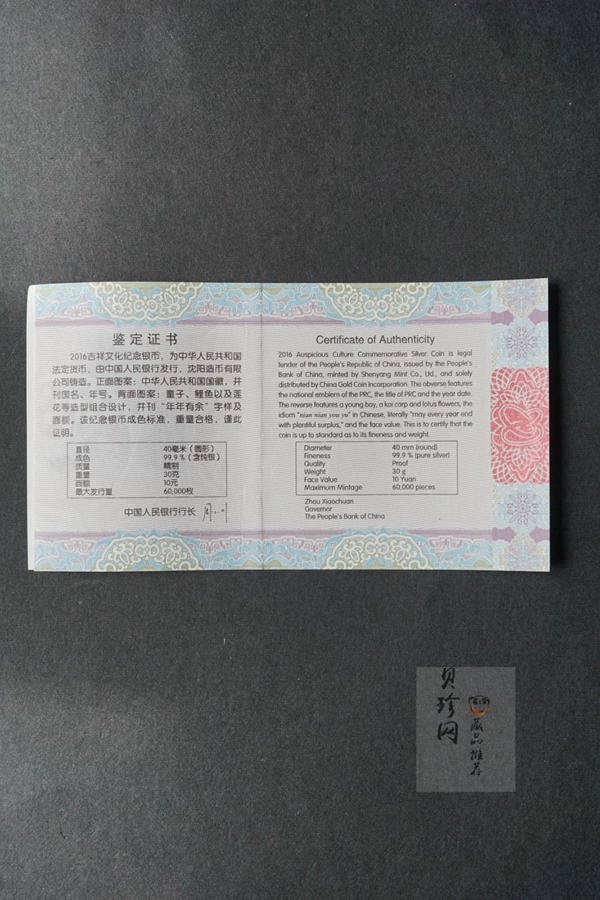 鉴定证书
2016吉祥文化纪念银币，为中华人民共和国
法定货币，由中国人民银行发行，沈阳造币有限
公司铸造。正面图案：中华人民共和国国徽，并
刊国名、年号。背面图案：童子、鲤鱼以及莲
花等造型组合设计，并刊“年年有余”字样及
面额。该纪念银币成色标准，重量合格，谨此
证明。
直径 40毫米（圆形）
成色 99.9％（含纯银）
质量 精制
重量 30克
面额 10元
最大发行量 60,000枚
中国人民银行行长
Certificate of Authenticity
2016 Auspicious Culture Commemorative Silver Coin is legal
tender of the People's Republic of China, issued by the People's
Bank of China, minted by Shenyang Mint Co., Ltd., and solely
distributed by China Gold Coin Incorporation. The obverse features
the national emblem of the PRC, the title of PRC and the year date.
The reverse features a young boy, a koi carp and lotus flowers, the
idiom "nian nian you yu" in Chinese, literally "may every year end
with plentiful surplus," and the face value. This is to certify that the
coin is up to standard as to its fineness and weight.
Diameter 40 mm (round)
Fineness 99.9 % (pure silver)
Quality Proof
Weight 30 g
Face Value 10 Yuan
Maximum Mintage 60,000 pieces
Zhou Xiaochuan
Governor
The People's Bank of China
贝珍网
藏品推荐